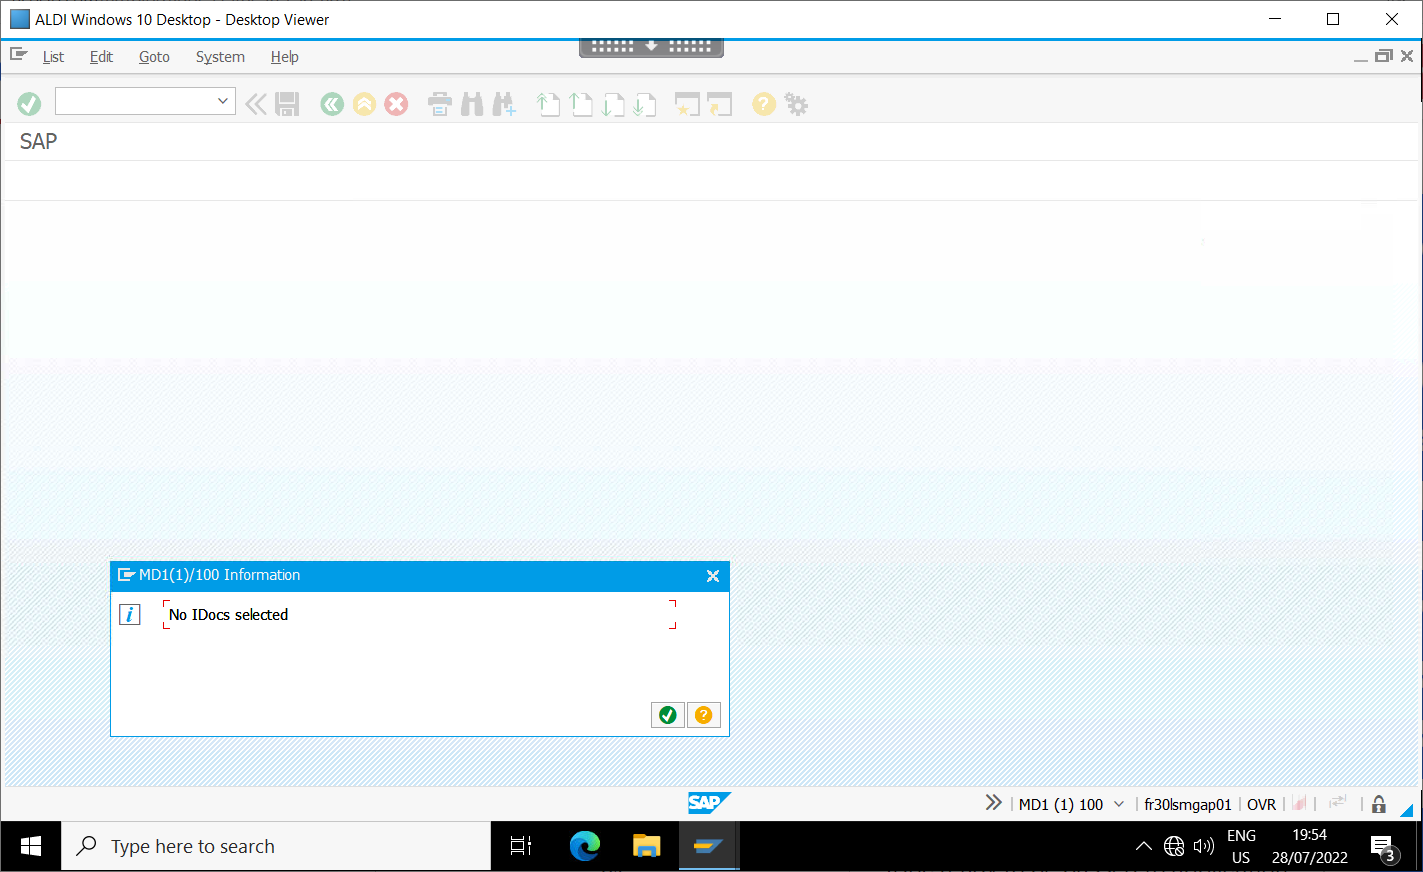 ALDI Windows 10 Desktop - Desktop Viewer
List Edit Goto System Help
SAP
MD1(1)/100 Information
No IDocs selected
SAP
MD1 (1) 100 fr30lsmgap01 OVR
Type here to search
ENG
US
19:54
28/07/2022
3